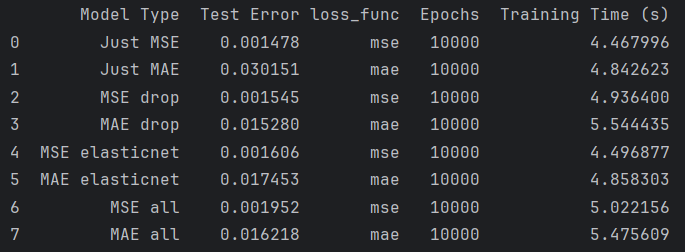 Model Type Test Error loss_func Epochs Training Time (s)
0 Just MSE 0.001478 mse 10000 4.467996
1 Just MAE 0.030151 mae 10000 4.842623
2 MSE drop 0.001545 mse 10000 4.936400
3 MAE drop 0.015280 mae 10000 5.544435
4 MSE elasticnet 0.001606 mse 10000 4.496877
5 MAE elasticnet 0.017453 mae 10000 4.858303
6 MSE all 0.001952 mse 10000 5.022156
7 MAE all 0.016218 mae 10000 5.475609